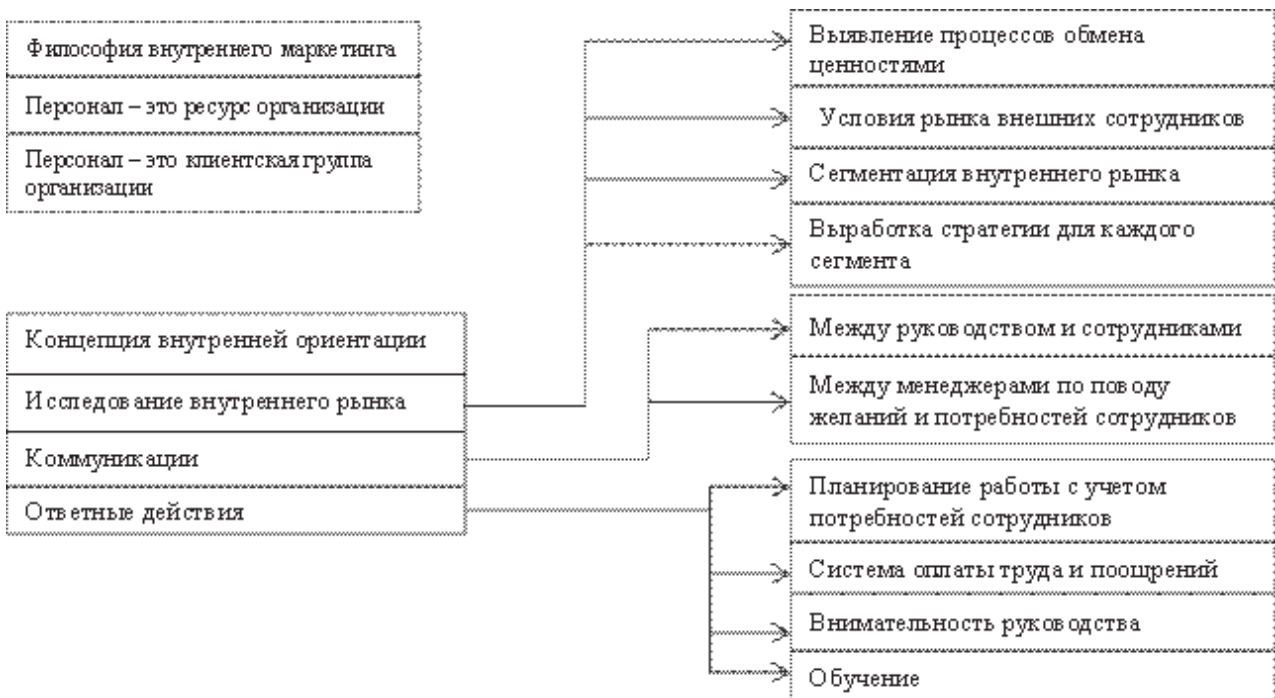 Философия внутреннего маркетинга
Персонал – это ресурс организации
Персонал – это клиентская группа
организации
Концепция внутренней ориентации
Исследование внутреннего рынка
Коммуникации
Ответные действия
Выявление процессов обмена
ценностями
Условия рынка внешних сотрудников
Сегментация внутреннего рынка
Выработка стратегии для каждого
сегмента
Между руководством и сотрудниками
Между менеджерами по поводу
желаний и потребностей сотрудников
Планирование работы с учетом
потребностей сотрудников
Система оплаты труда и поощрений
Внимательность руководства
Обучение